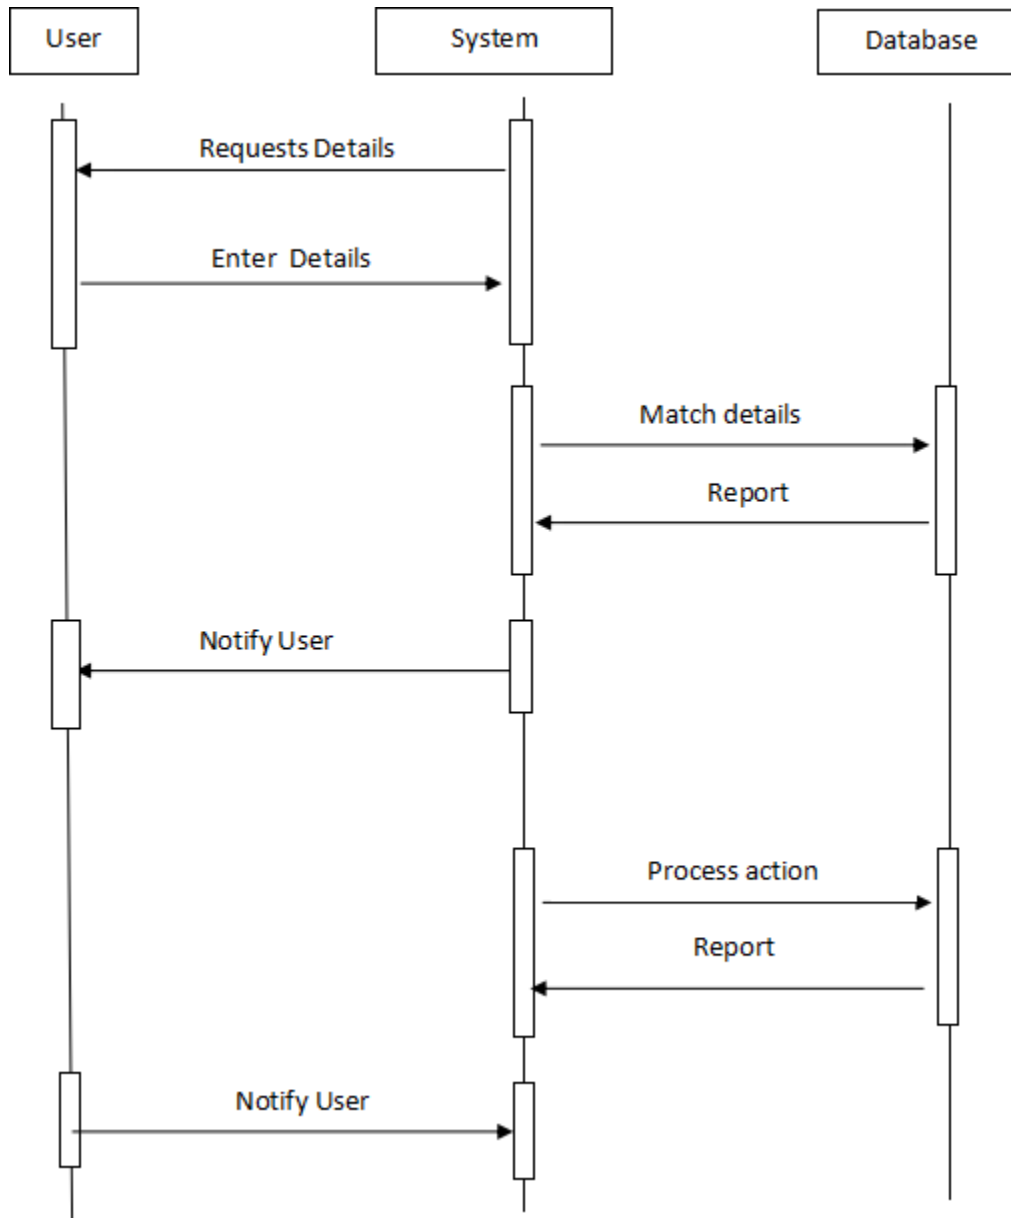 User
System
Database
Requests Details
Enter  Details
Match details
Report
Notify User
Process action
Report
Notify User